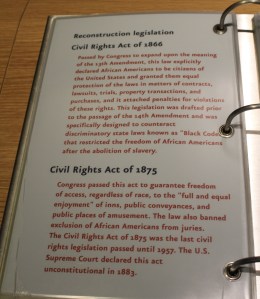 Reconstruction legislation
Civil Rights Act of 1866
Passed by Congress to expand upon the meaning
of the 13th Amendment, this law explicitly
declared African Americans to be citizens of
the United States and granted them equal
protection of the laws in matters of contracts,
lawsuits, trials, property transactions, and
purchases, and it attached penalties for violations
of these rights. This legislation was drafted prior
to the passage of the 14th Amendment and was
specifically designed to counteract
discriminatory state laws known as "Black Code
that restricted the freedom of African Americans
after the abolition of slavery.
Civil Rights Act of 1875
Congress passed this act to guarantee freedom
of access, regardless of race, to the "full and equal
enjoyment" of inns, public conveyances, and
public places of amusement. The law also banned
exclusion of African Americans from juries.
The Civil Rights Act of 1875 was the last civil
rights legislation passed until 1957. The U.S.
Supreme Court declared this act
unconstitutional in 1883.